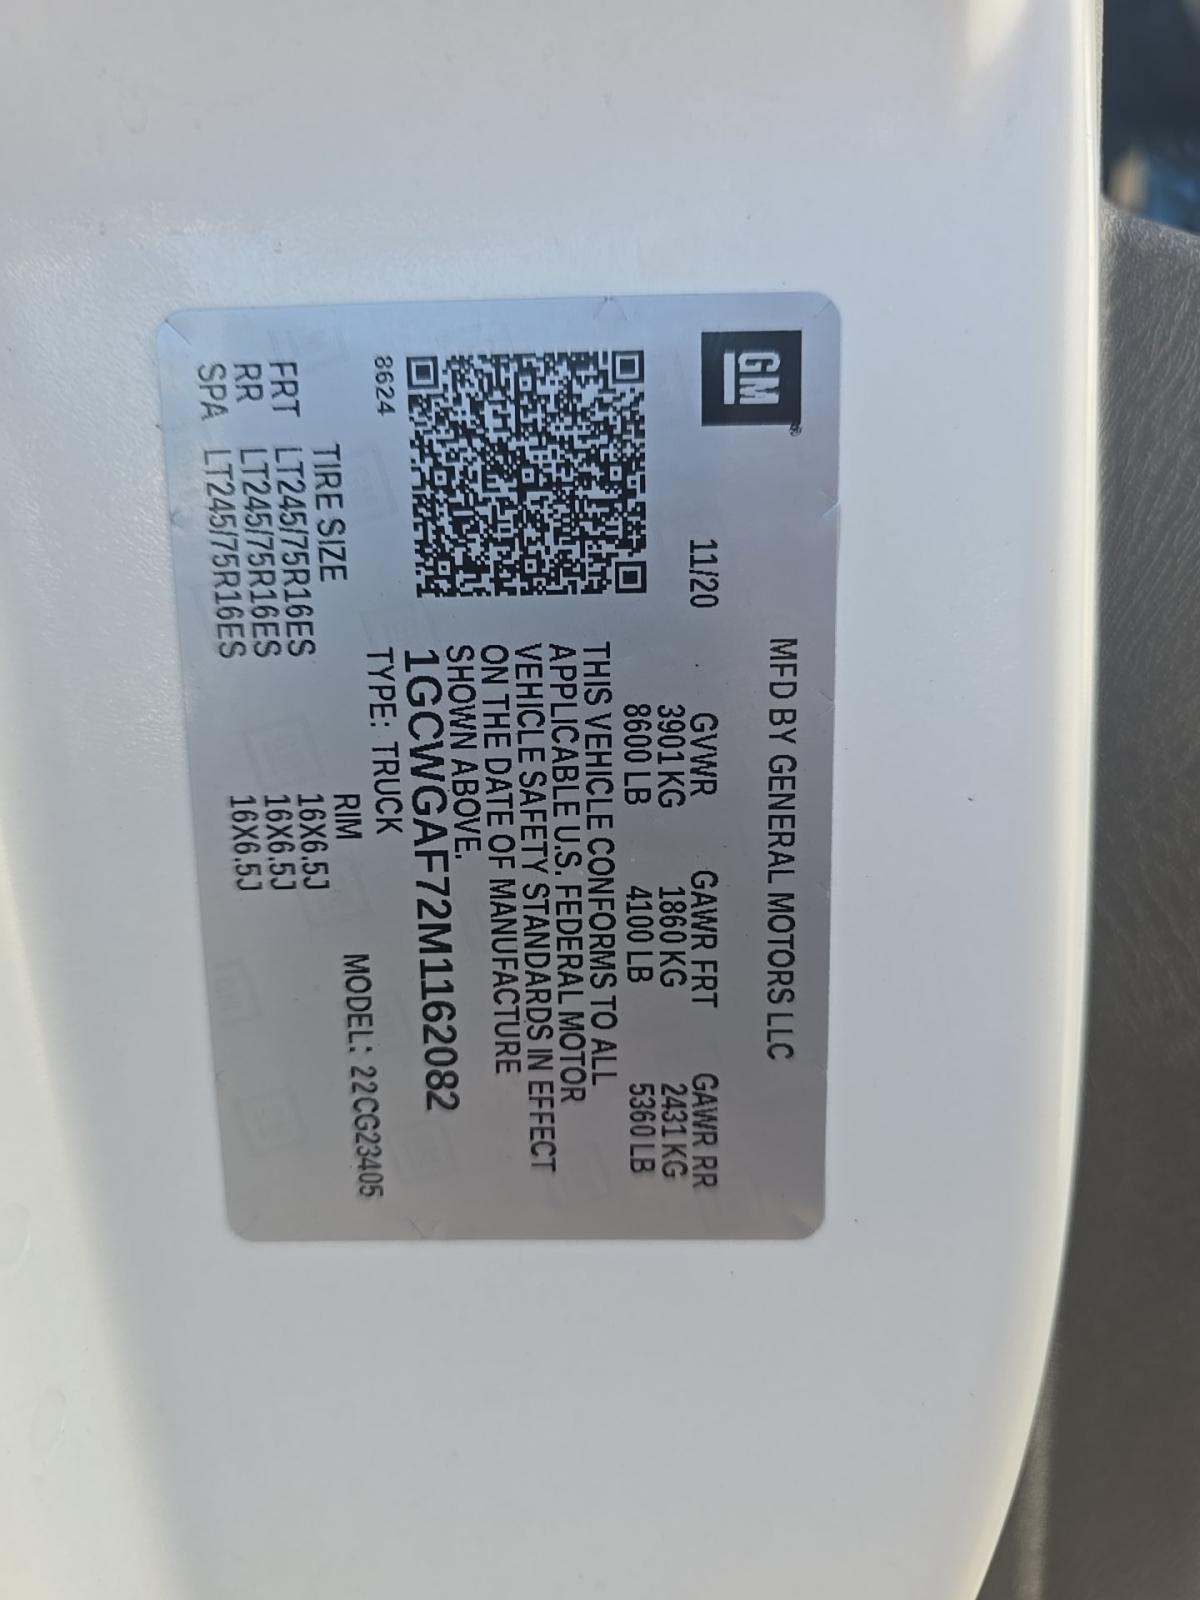 GM
MFD BY GENERAL MOTORS LLC
11/20 GVWR GAWR FRT GAWR RR
3901 KG 1860 KG 2431 KG
8600 LB 4100 LB 5360 LB
THIS VEHICLE CONFORMS TO ALL
APPLICABLE U.S. FEDERAL MOTOR
VEHICLE SAFETY STANDARDS IN EFFECT
ON THE DATE OF MANUFACTURE
SHOWN ABOVE.
1GCWGAF72M1162082
8624 TYPE: TRUCK MODEL: 22CG23405
TIRE SIZE RIM
FRT LT245/75R16ES 16X6.5J
RR LT245/75R16ES 16X6.5J
SPA LT245/75R16ES 16X6.5J